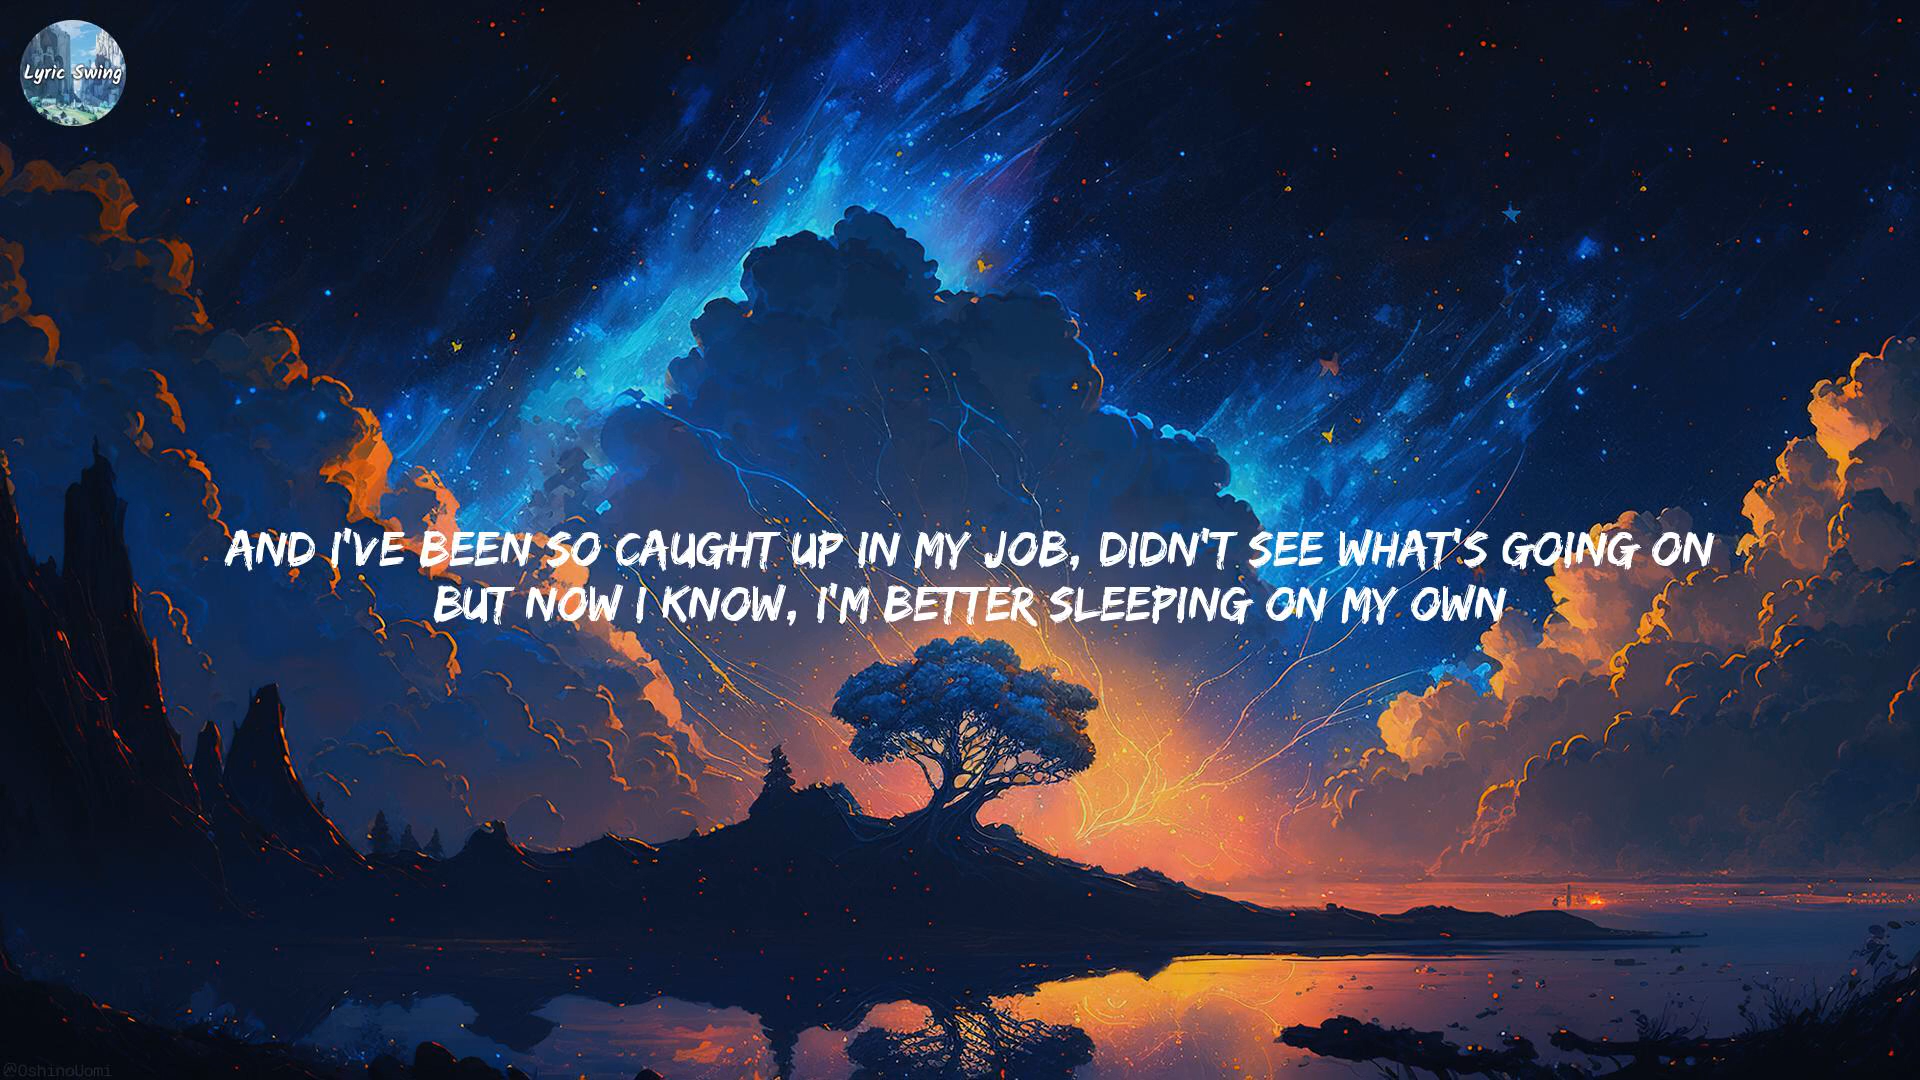 Lyric Swing
AND I'VE BEEN SO CAUGHT UP IN MY JOB, DIDN'T SEE WHAT'S GOING ON
BUT NOW I KNOW, I'M BETTER SLEEPING ON MY OWN
@OshinoUomi